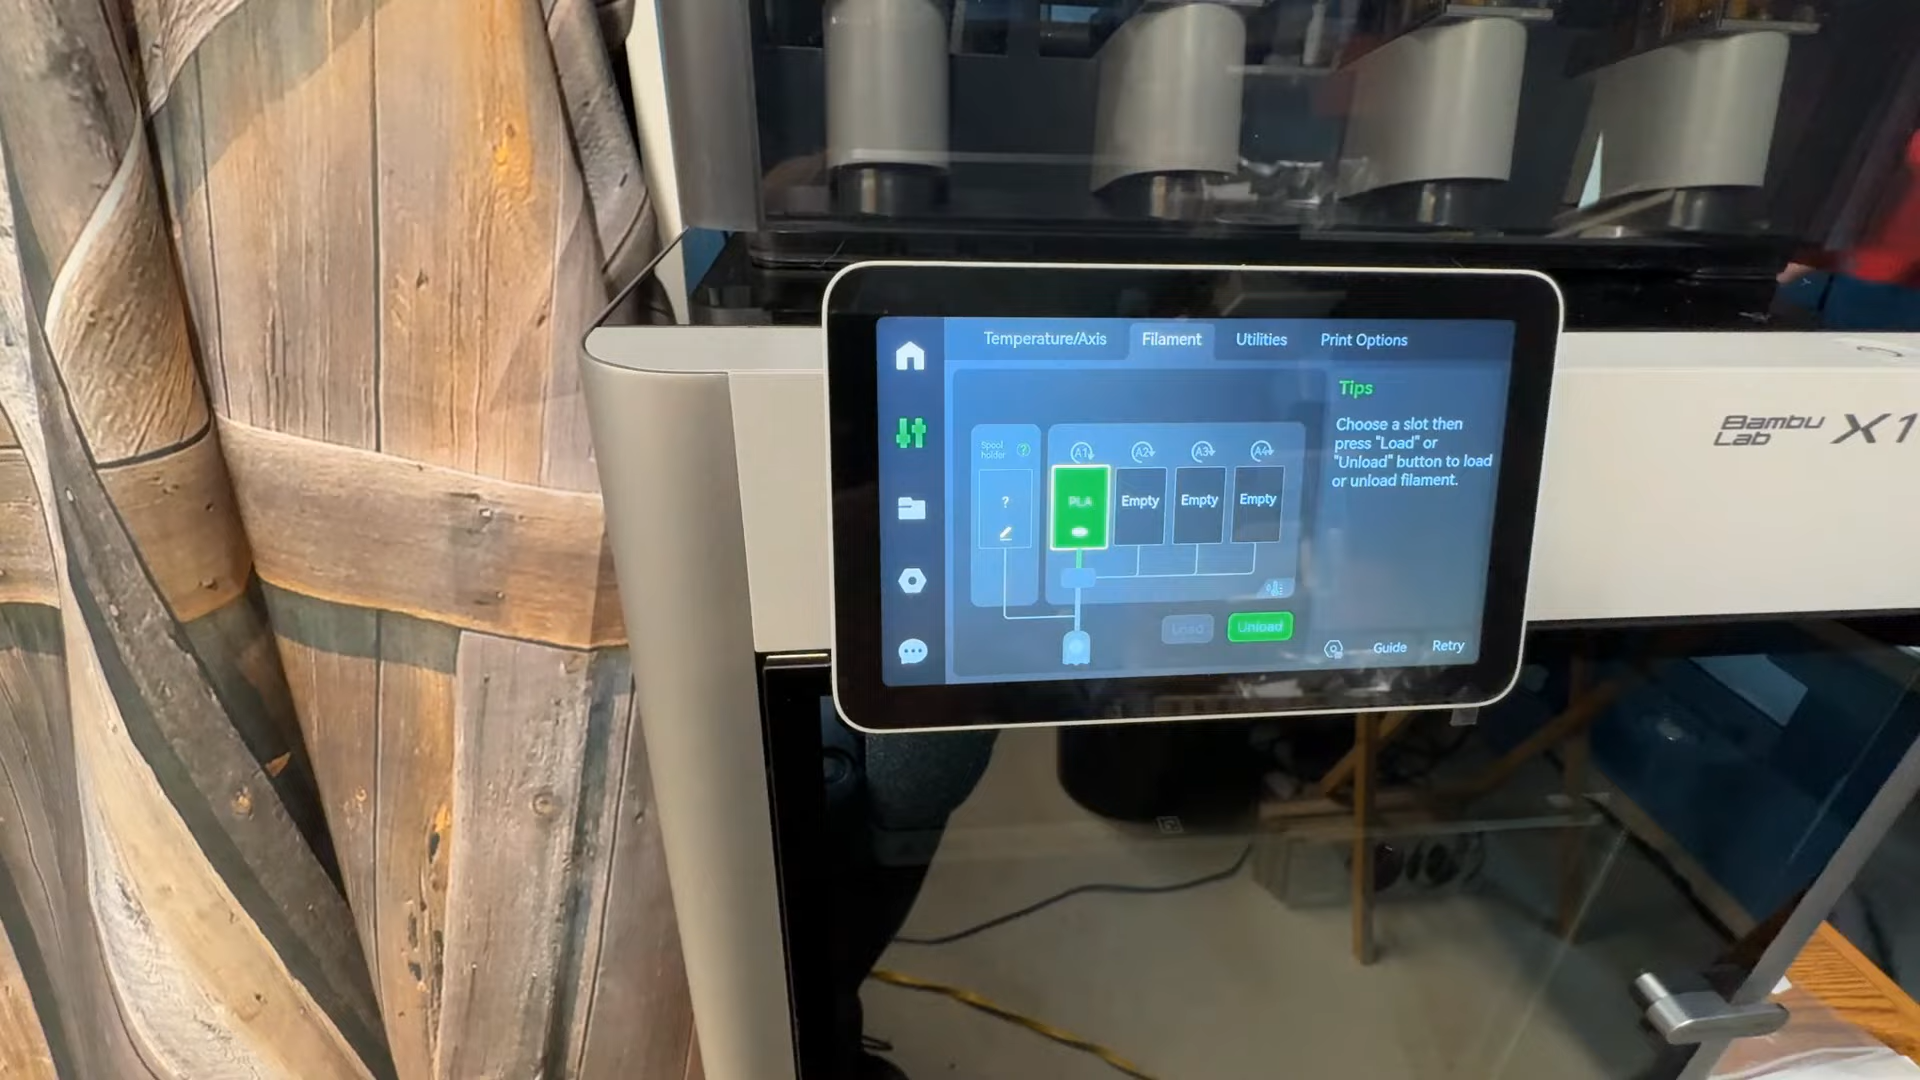 Temperature/Axis Filament Utilities Print Options
Tips
Choose a slot then
press "Load" or
"Unload" button to load
or unload filament.
Spool
holder ?
A1 A2 A3 A4
? PLA Empty Empty Empty
Load Unload
Guide Retry
Bambu
Lab X1